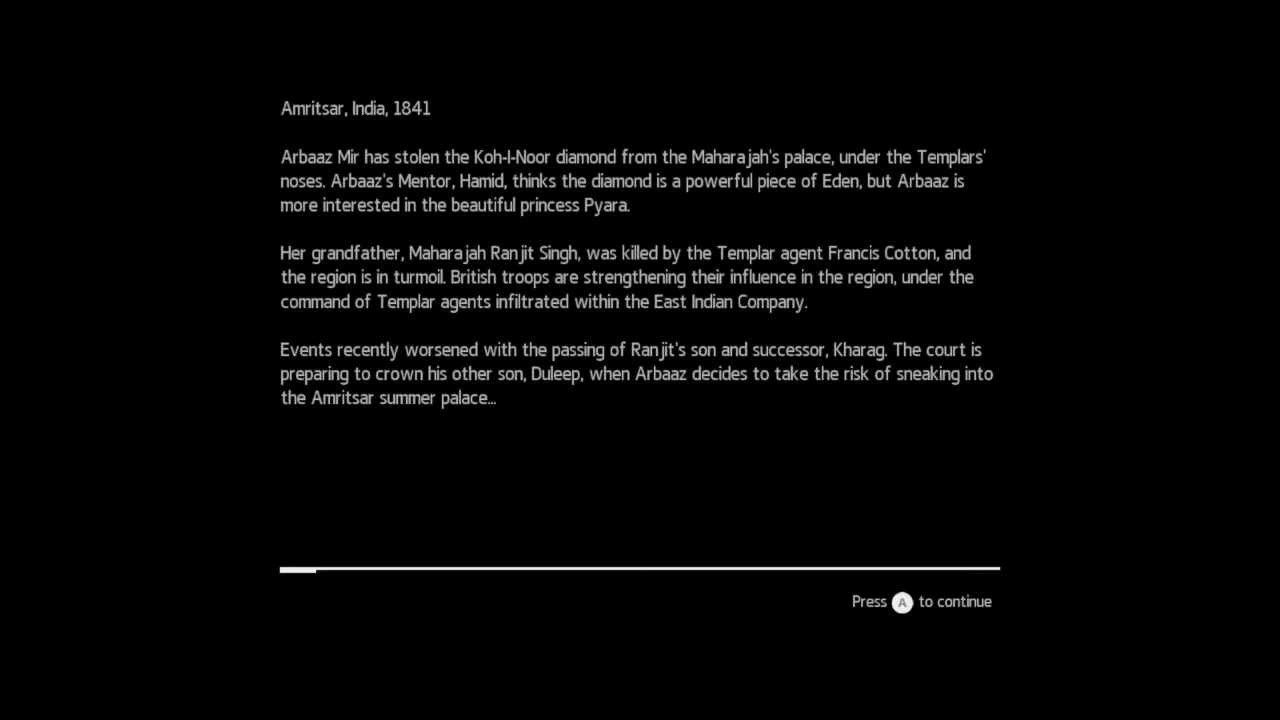 Amritsar, India, 1841
Arbaaz Mir has stolen the Koh-I-Noor diamond from the Maharajah's palace, under the Templars'
noses. Arbaaz's Mentor, Hamid, thinks the diamond is a powerful piece of Eden, but Arbaaz is
more interested in the beautiful princess Pyara.
Her grandfather, Maharajah Ranjit Singh, was killed by the Templar agent Francis Cotton, and
the region is in turmoil. British troops are strengthening their influence in the region, under the
command of Templar agents infiltrated within the East Indian Company.
Events recently worsened with the passing of Ranjit's son and successor, Kharag. The court is
preparing to crown his other son, Duleep, when Arbaaz decides to take the risk of sneaking into
the Amritsar summer palace...
Press A to continue